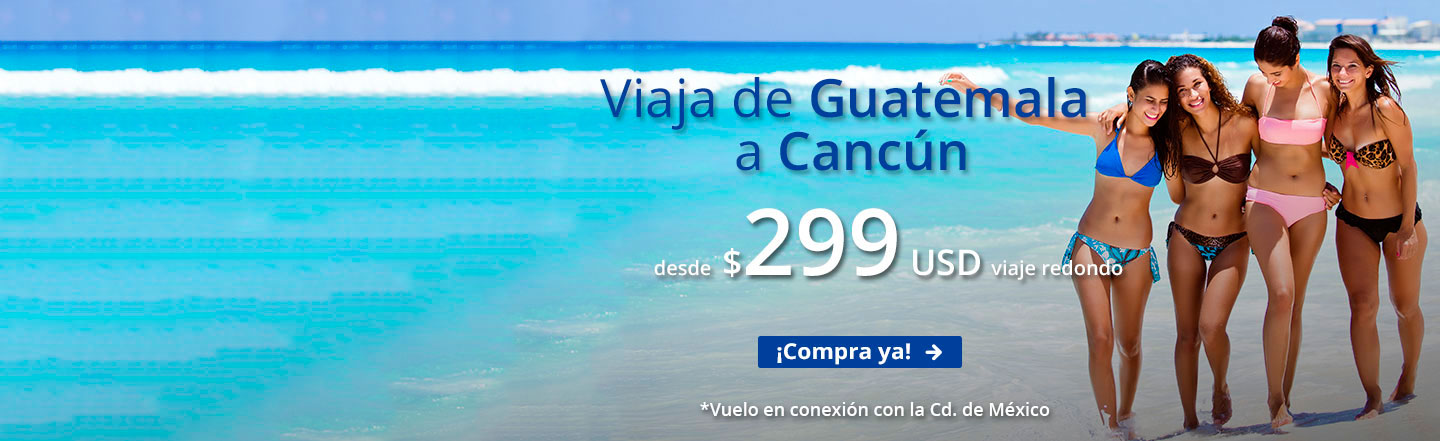 Viaja de Guatemala
a Cancún
desde $299 USD viaje redondo
¡Compra ya!
*Vuelo en conexión con la Cd. de México